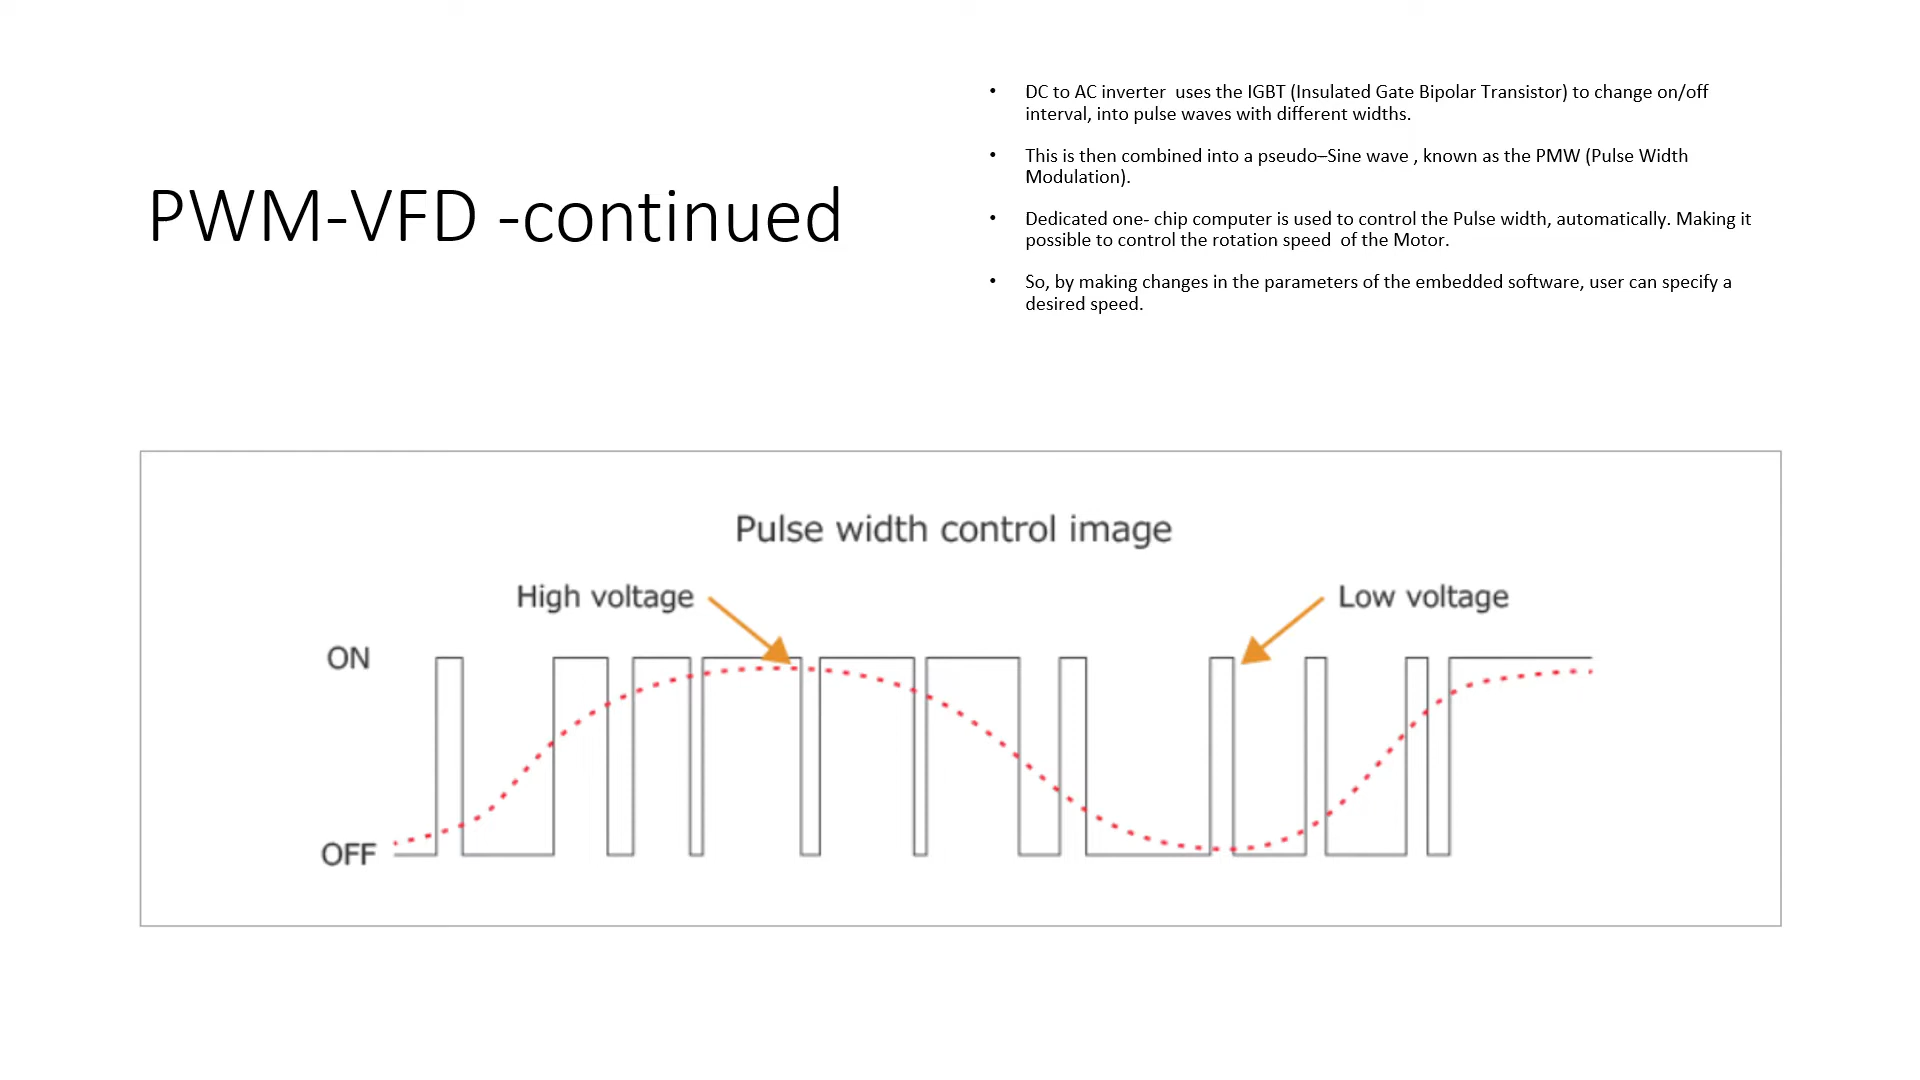 PWM-VFD -continued
• DC to AC inverter  uses the IGBT (Insulated Gate Bipolar Transistor) to change on/off
interval, into pulse waves with different widths.
• This is then combined into a pseudo–Sine wave , known as the PMW (Pulse Width
Modulation).
• Dedicated one- chip computer is used to control the Pulse width, automatically. Making it
possible to control the rotation speed  of the Motor.
• So, by making changes in the parameters of the embedded software, user can specify a
desired speed.
Pulse width control image
High voltage
Low voltage
ON
OFF